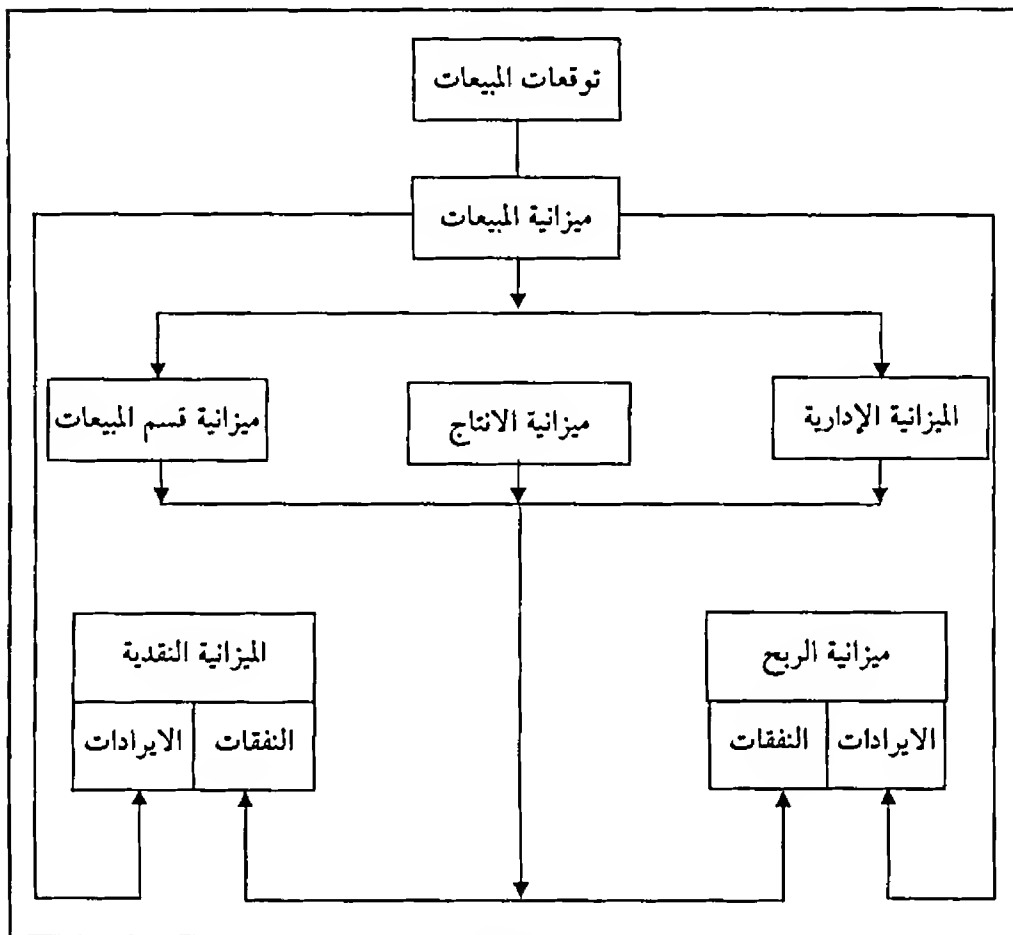 توقعات المبيعات
ميزانية المبيعات
الميزانية الإدارية
ميزانية الانتاج
ميزانية قسم المبيعات
ميزانية الربح
الايرادات
النفقات
الميزانية النقدية
النفقات
الايرادات